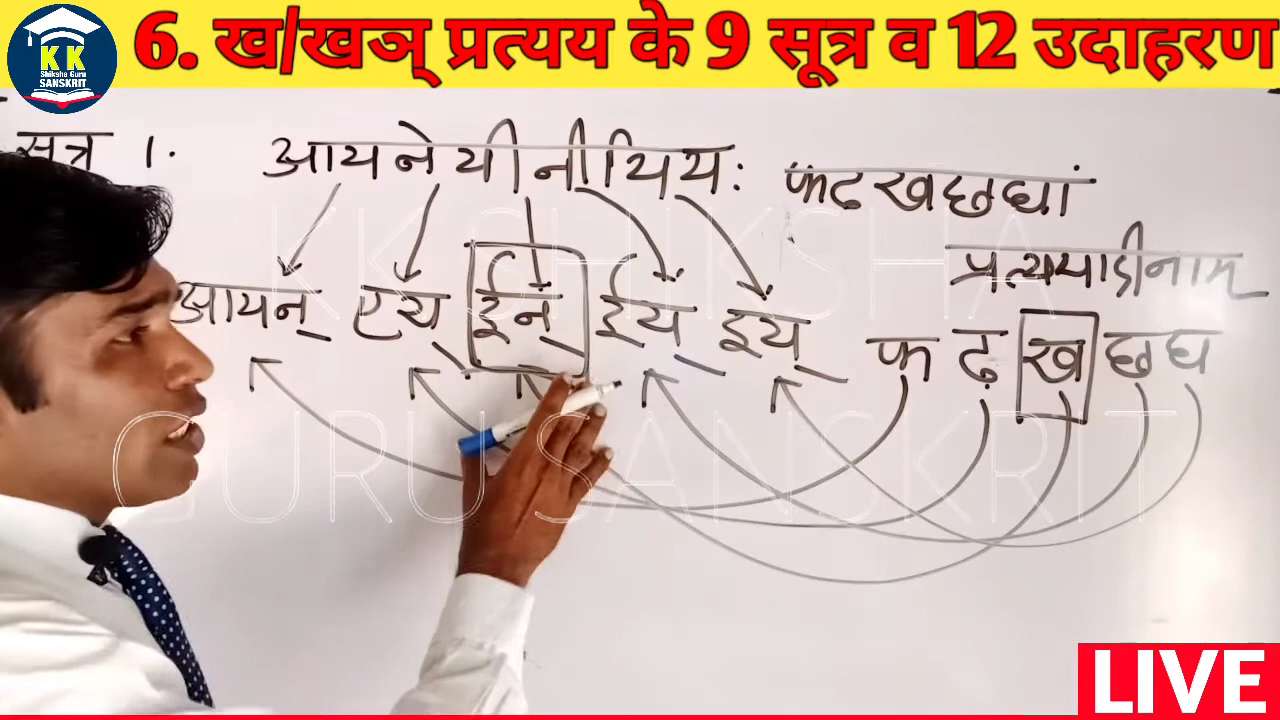 6. ख/खञ् प्रत्यय के 9 सूत्र व 12 उदाहरण
KK
Shiksha Guru
SANSKRIT
सूत्र 1. आयनेयीनीयियः फढखछघां
प्रत्ययादीनाम्
आयन् एय् ईन् ईय् इय् फ ढ़ ख छ घ
KK SHIKSHA
GURU SANSKRIT
LIVE